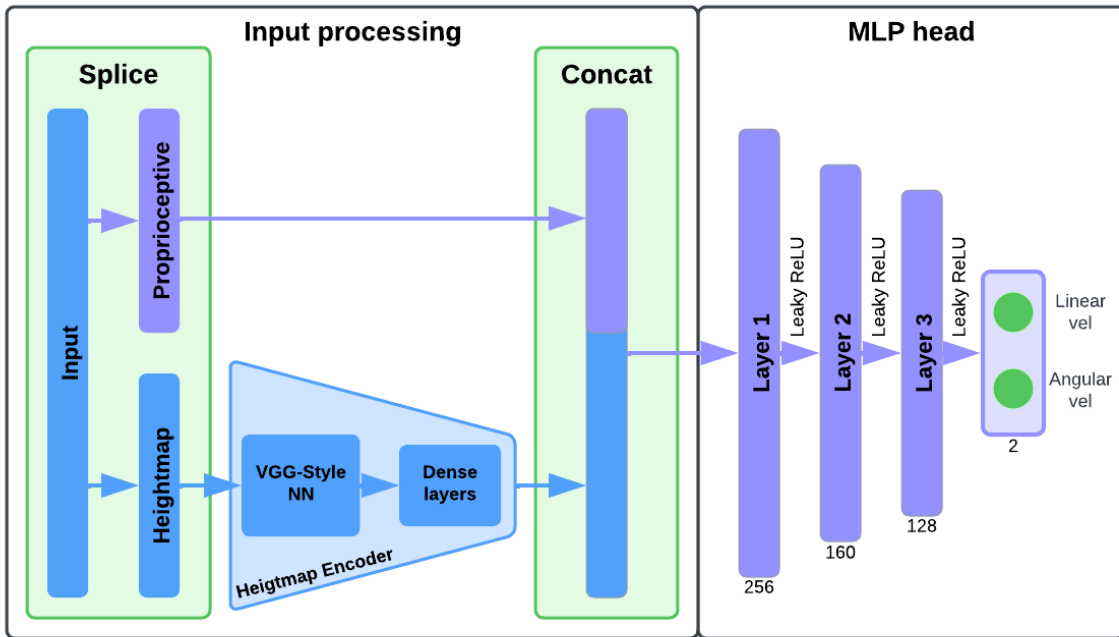 Input processing
MLP head
Splice
Concat
Input
Proprioceptive
Heightmap
VGG-Style
NN
Dense
layers
Heigtmap Encoder
Layer 1
256
Leaky ReLU
Layer 2
160
Leaky ReLU
Layer 3
128
Leaky ReLU
Linear
vel
Angular
vel
2